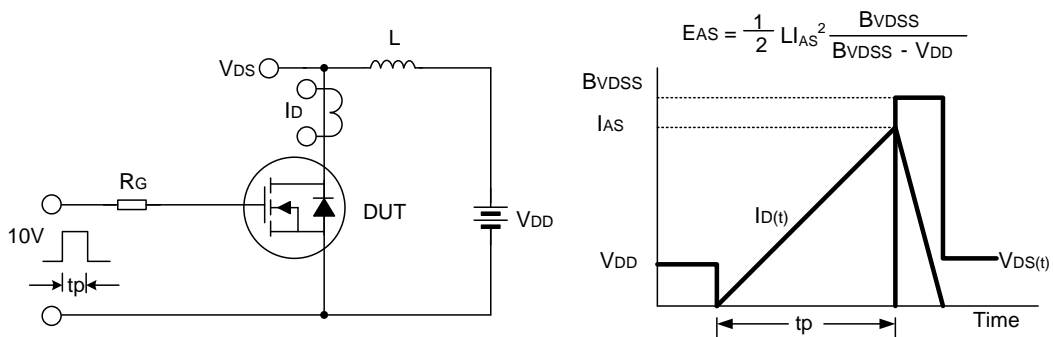 L
VDS
ID
RG
10V
tp
DUT
VDD
EAS = 1/2 LIAS² BVDSS / BVDSS - VDD
BVDSS
IAS
ID(t)
VDD
VDS(t)
tp
Time